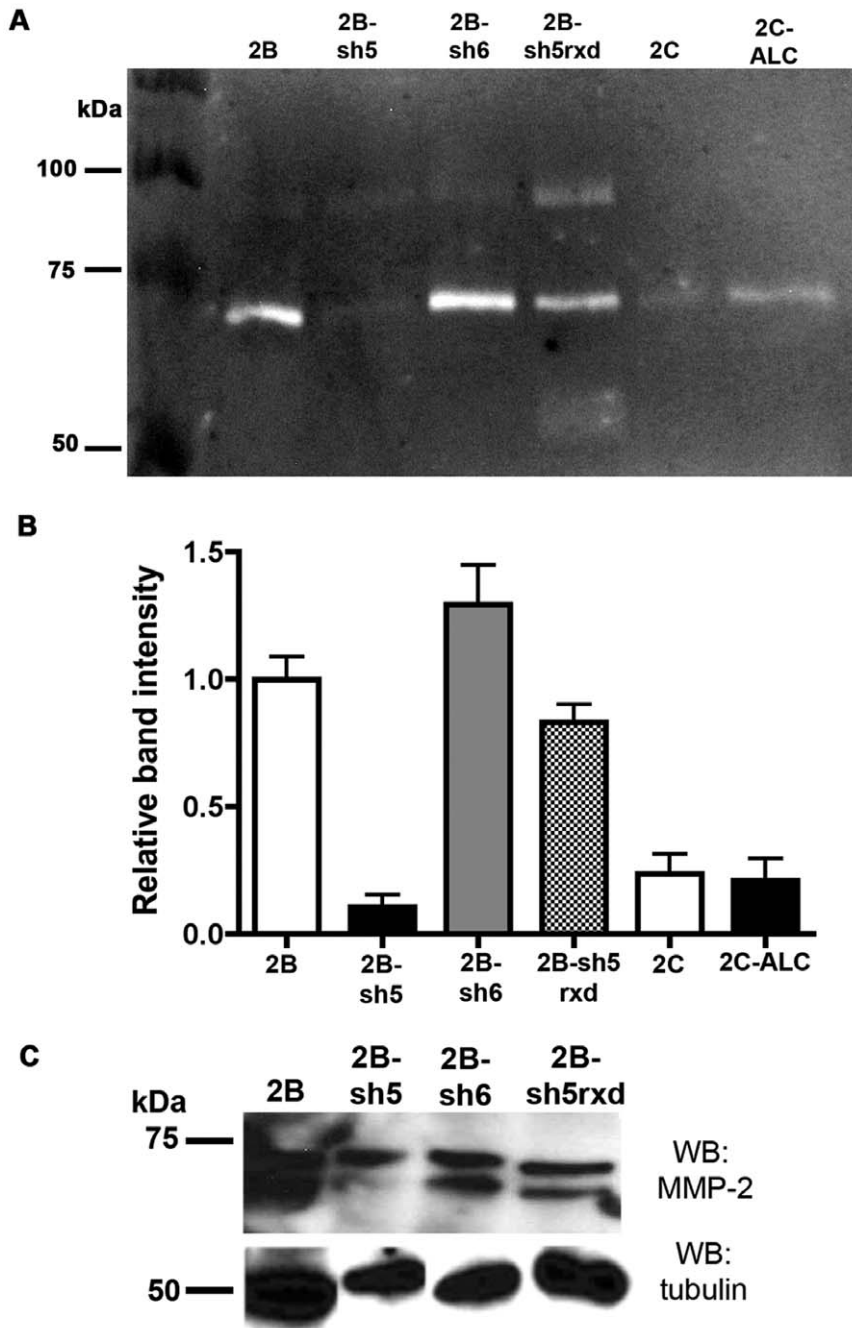 A
2B
2B-
sh5
2B-
sh6
2B-
sh5rxd
2C
2C-
ALC
kDa
100
75
50
B
Relative band intensity
1.5
1.0
0.5
0.0
2B
2B-
sh5
2B-
sh6
2B-sh5
rxd
2C
2C-ALC
C
kDa
2B
2B-
sh5
2B-
sh6
2B-
sh5rxd
75
WB:
MMP-2
50
WB:
tubulin